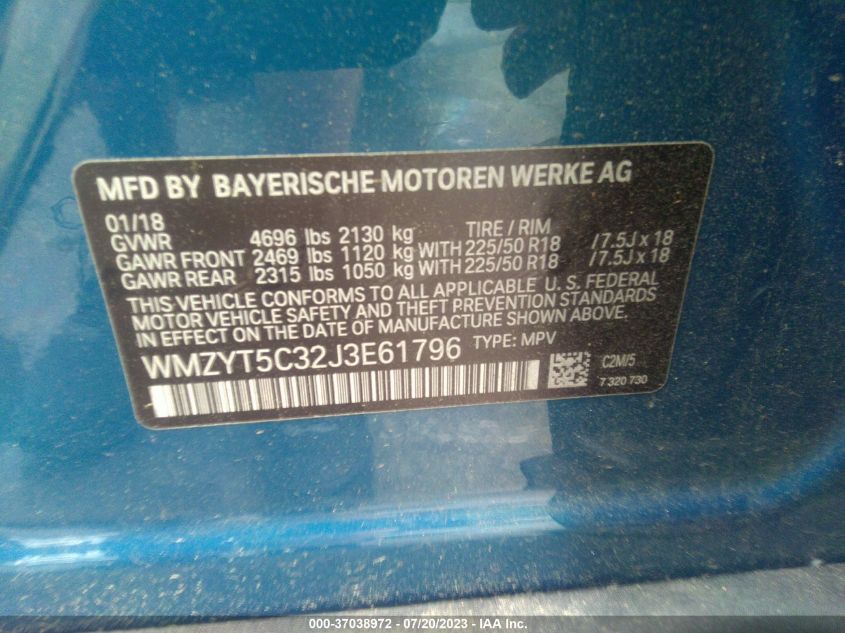 MFD BY BAYERISCHE MOTOREN WERKE AG
01/18 TIRE / RIM
GVWR 4696 lbs 2130 kg
GAWR FRONT 2469 lbs 1120 kg WITH 225/50 R18 / 7.5J x 18
GAWR REAR 2315 lbs 1050 kg WITH 225/50 R18 / 7.5J x 18
THIS VEHICLE CONFORMS TO ALL APPLICABLE U. S. FEDERAL
MOTOR VEHICLE SAFETY AND THEFT PREVENTION STANDARDS
IN EFFECT ON THE DATE OF MANUFACTURE SHOWN ABOVE.
WMZYT5C32J3E61796 TYPE: MPV
C2M/5
7 320 730
000-37038972 / 07/20/2023 - IAA Inc.